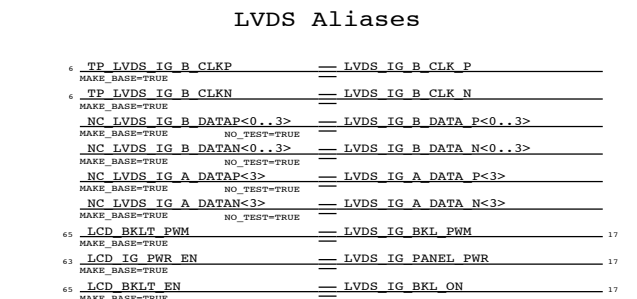 LVDS Aliases
6 TP_LVDS_IG_B_CLKP LVDS_IG_B_CLK_P
MAKE_BASE=TRUE
6 TP_LVDS_IG_B_CLKN LVDS_IG_B_CLK_N
MAKE_BASE=TRUE
NC_LVDS_IG_B_DATAP<0..3> LVDS_IG_B_DATA_P<0..3>
MAKE_BASE=TRUE NO_TEST=TRUE
NC_LVDS_IG_B_DATAN<0..3> LVDS_IG_B_DATA_N<0..3>
MAKE_BASE=TRUE NO_TEST=TRUE
NC_LVDS_IG_A_DATAP<3> LVDS_IG_A_DATA_P<3>
MAKE_BASE=TRUE NO_TEST=TRUE
NC_LVDS_IG_A_DATAN<3> LVDS_IG_A_DATA_N<3>
MAKE_BASE=TRUE NO_TEST=TRUE
65 LCD_BKLT_PWM LVDS_IG_BKL_PWM 17
MAKE_BASE=TRUE
63 LCD_IG_PWR_EN LVDS_IG_PANEL_PWR 17
MAKE_BASE=TRUE
65 LCD_BKLT_EN LVDS_IG_BKL_ON 17
MAKE_BASE=TRUE